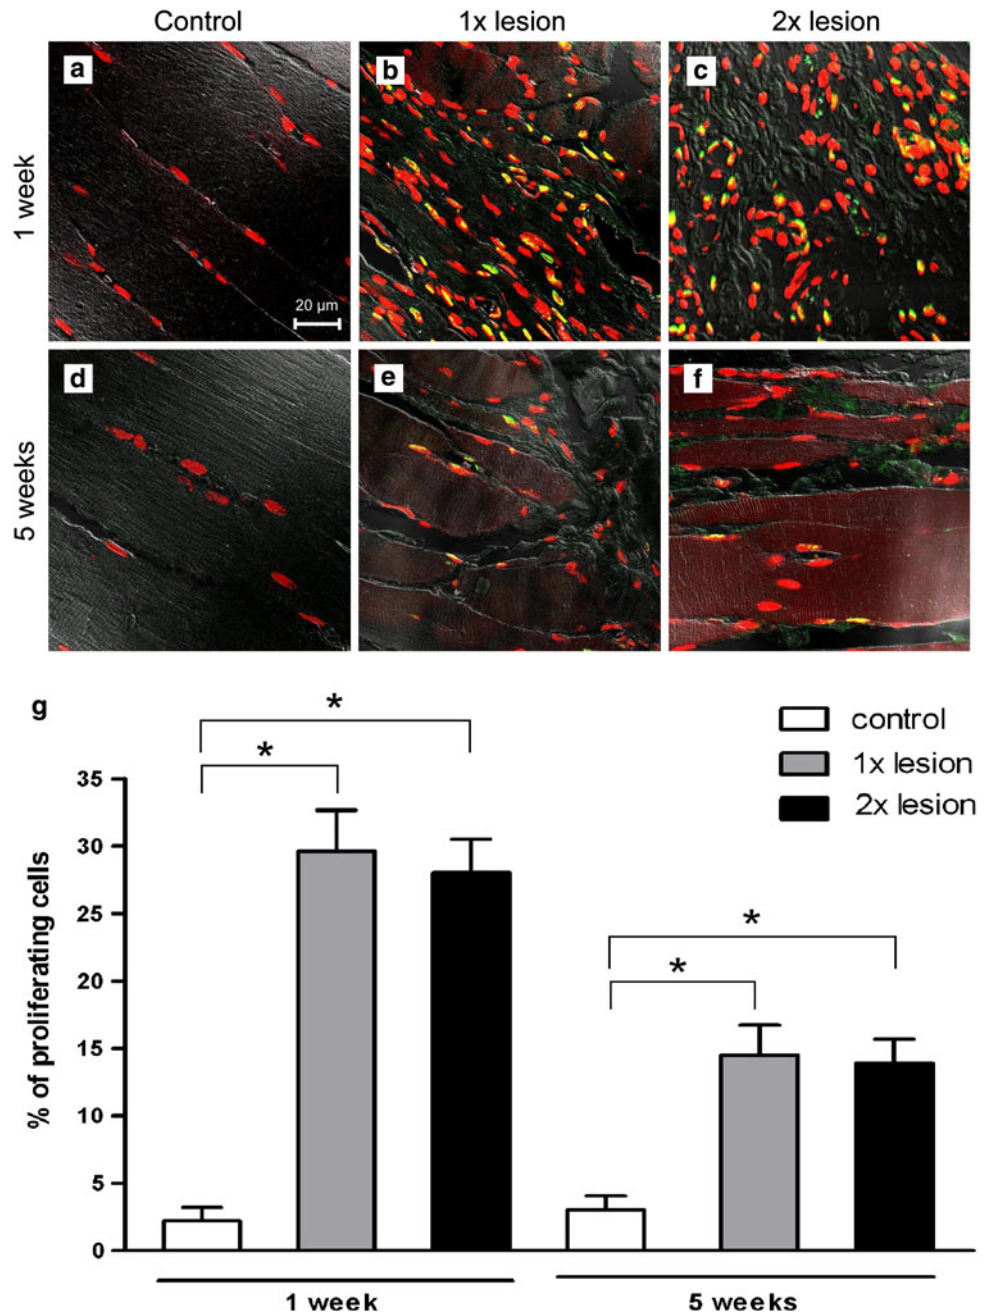 Control 1x lesion 2x lesion
1 week
a b c
20 µm
5 weeks
d e f
g
control
1x lesion
2x lesion
* *
* *
% of proliferating cells
35
30
25
20
15
10
5
0
1 week 5 weeks